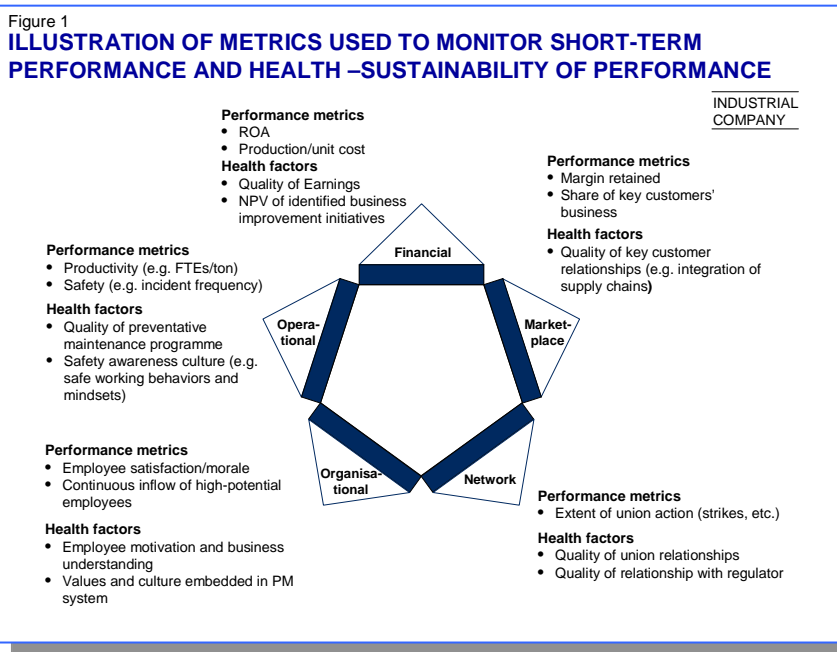 Figure 1
ILLUSTRATION OF METRICS USED TO MONITOR SHORT-TERM
PERFORMANCE AND HEALTH –SUSTAINABILITY OF PERFORMANCE
INDUSTRIAL
COMPANY
Performance metrics
• ROA
• Production/unit cost
Health factors
• Quality of Earnings
• NPV of identified business
improvement initiatives
Performance metrics
• Margin retained
• Share of key customers’
business
Health factors
• Quality of key customer
relationships (e.g. integration of
supply chains)
Performance metrics
• Productivity (e.g. FTEs/ton)
• Safety (e.g. incident frequency)
Health factors
• Quality of preventative
maintenance programme
• Safety awareness culture (e.g.
safe working behaviors and
mindsets)
Financial
Opera-
tional
Market-
place
Organisa-
tional
Network
Performance metrics
• Employee satisfaction/morale
• Continuous inflow of high-potential
employees
Health factors
• Employee motivation and business
understanding
• Values and culture embedded in PM
system
Performance metrics
• Extent of union action (strikes, etc.)
Health factors
• Quality of union relationships
• Quality of relationship with regulator